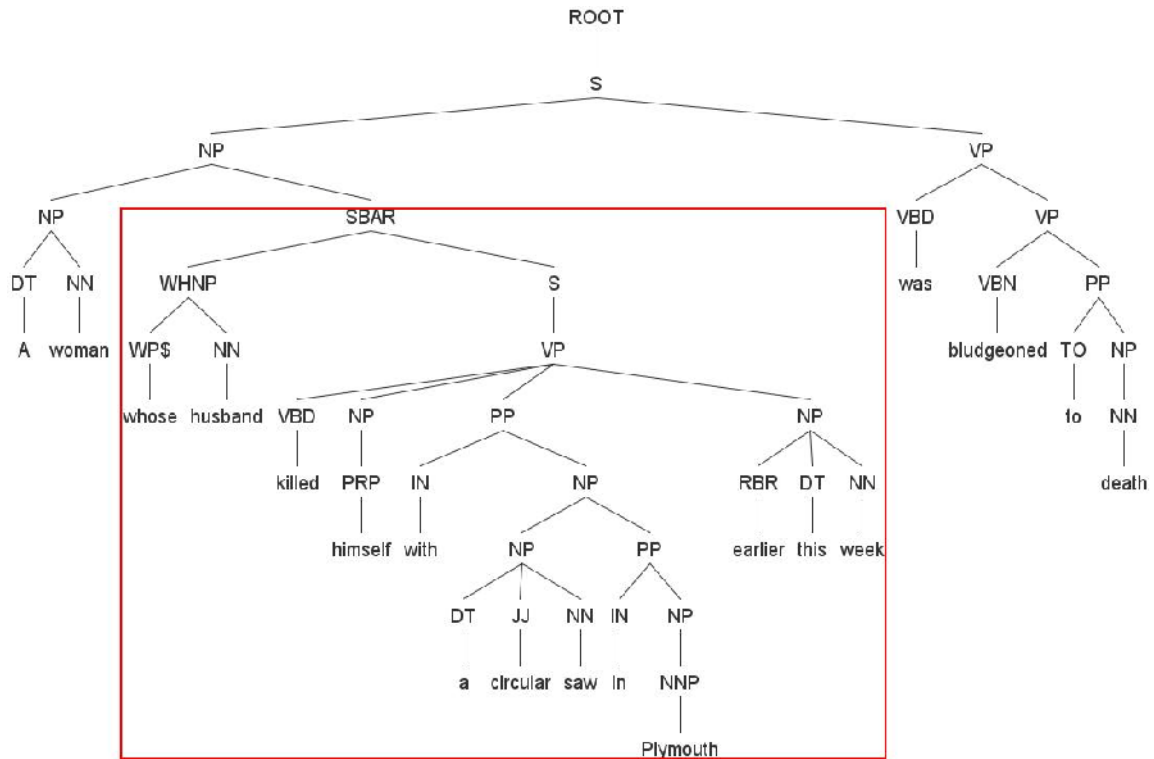 ROOT
S
NP VP
NP SBAR VBD VP
DT NN WHNP S was VBN PP
A woman WP$ NN VP bludgeoned TO NP
whose husband VBD NP PP NP to NN
killed PRP IN NP RBR DT NN death
himself with NP PP earlier this week
DT JJ NN IN NP
a circular saw in NNP
Plymouth